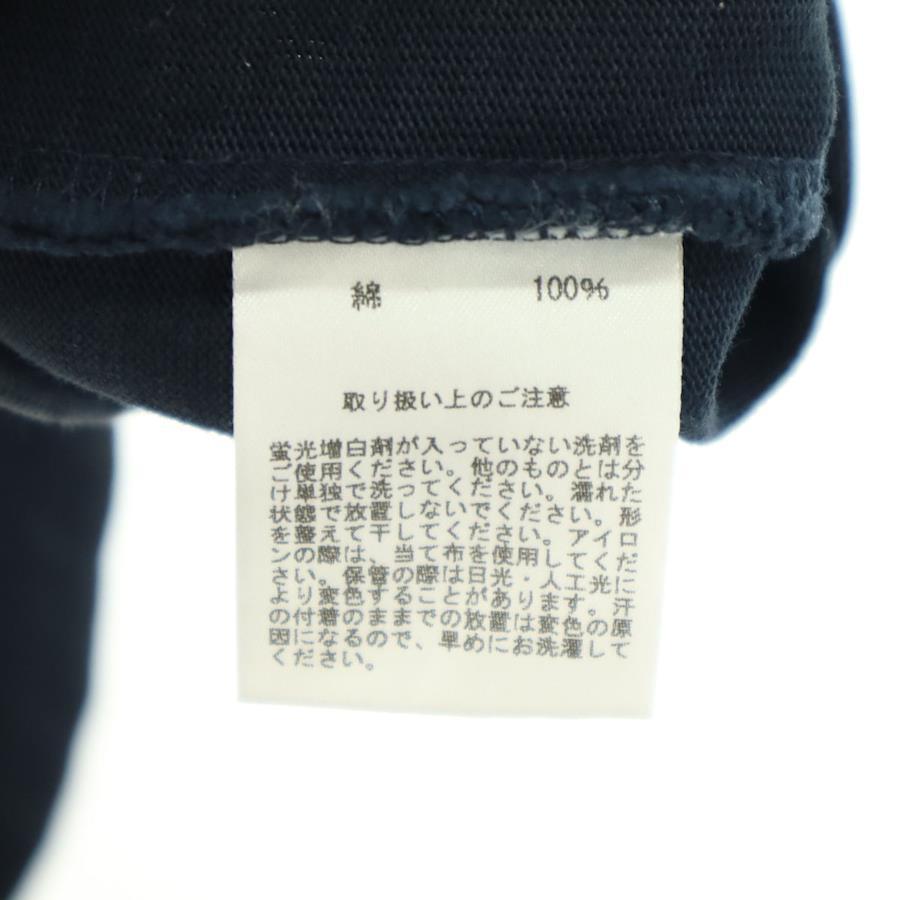 綿 100%
取り扱い上のご注意
蛍光増白剤が入っていない洗剤を
ご使用ください。他のものとは分
け単独で洗ってください。濡れた
状態で放置しないでください。形
を整えて干してください。アイロ
ンの際は、当て布を使用してくだ
さい。保管の際は日光・人工光に
より変色することがあります。汗
の付着のままでの放置は変色の原
因になるので、早めにお洗濯して
ください。